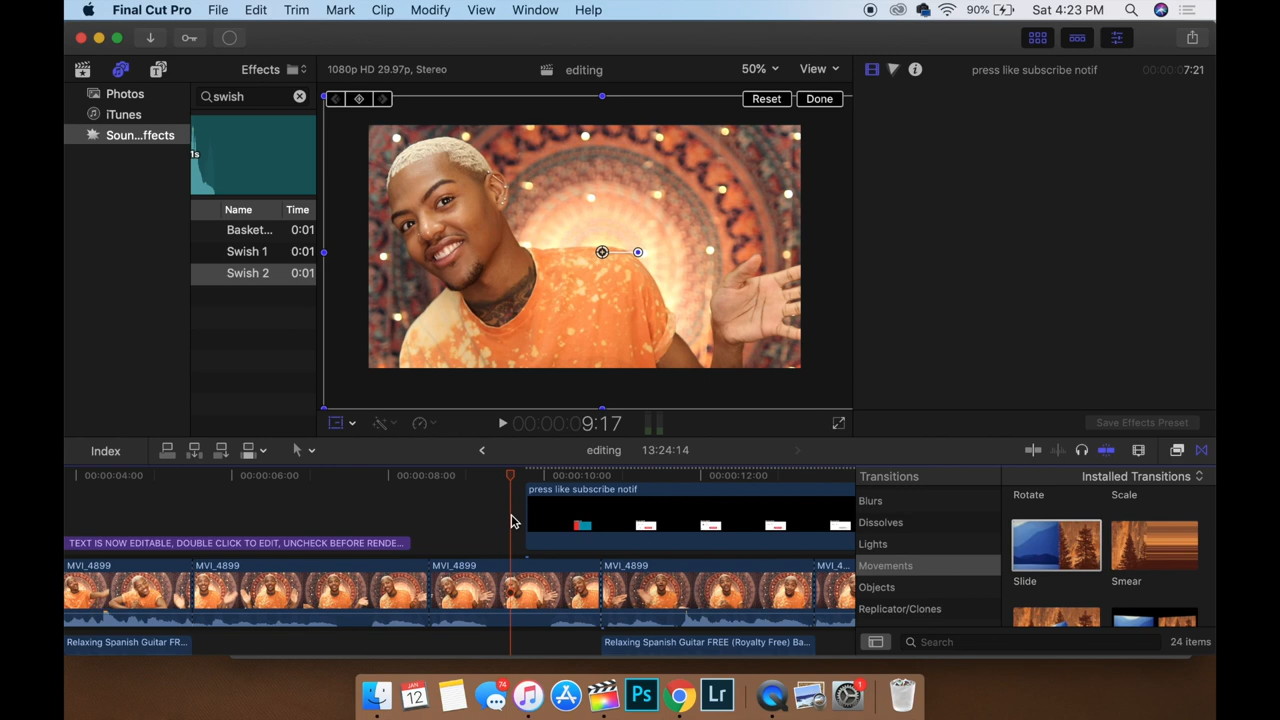 Final Cut Pro File Edit Trim Mark Clip Modify View Window Help 90% Sat 4:23 PM
Effects
1080p HD 29.97p, Stereo
editing
50%
View
press like subscribe notif
00:00:07:21
Photos
iTunes
Soun...ffects
swish
1s
Name Time
Basket... 0:01
Swish 1 0:01
Swish 2 0:01
Reset
Done
00:00:09:17
Save Effects Preset
Index
editing
13:24:14
00:00:04:00 00:00:06:00 00:00:08:00 00:00:10:00 00:00:12:00
press like subscribe notif
TEXT IS NOW EDITABLE, DOUBLE CLICK TO EDIT, UNCHECK BEFORE RENDE...
MVI_4899 MVI_4899 MVI_4899 MVI_4899 MVI_4...
Relaxing Spanish Guitar FR...
Relaxing Spanish Guitar FREE (Royalty Free) Ba...
Transitions
Installed Transitions
Blurs
Dissolves
Lights
Movements
Objects
Replicator/Clones
Rotate
Scale
Slide
Smear
Search
24 items
JAN
12
74
Ps
Lr
1